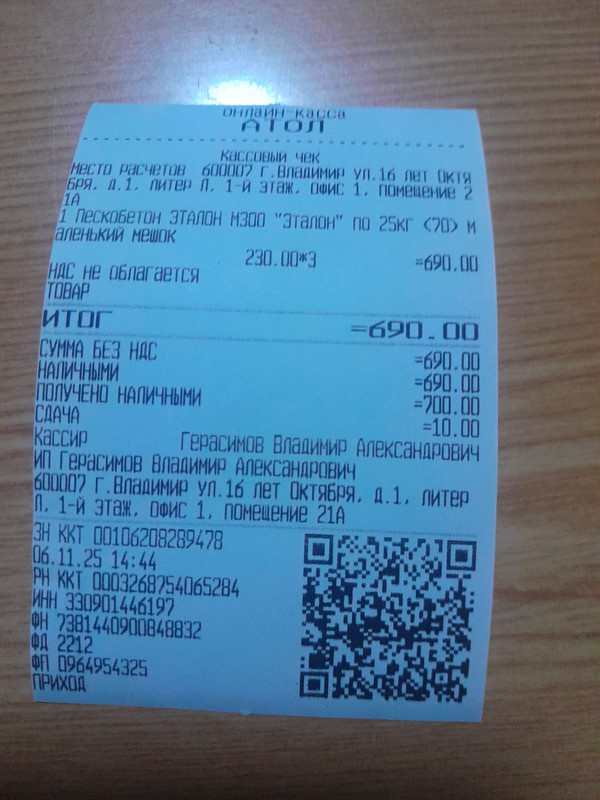 ОНЛАЙН-КАССА
АТОЛ
КАССОВЫЙ ЧЕК
МЕСТО РАСЧЕТОВ 600007 Г.ВЛАДИМИР УЛ.16 ЛЕТ ОКТЯ
БРЯ, Д.1, ЛИТЕР Л, 1-Й ЭТАЖ, ОФИС 1, ПОМЕЩЕНИЕ 2
1А
1 ПЕСКОБЕТОН ЭТАЛОН М300 "ЭТАЛОН" ПО 25КГ (70) М
АЛЕНЬКИЙ МЕШОК
230.00*3 =690.00
НДС НЕ ОБЛАГАЕТСЯ
ТОВАР
ИТОГ =690.00
СУММА БЕЗ НДС =690.00
НАЛИЧНЫМИ =690.00
ПОЛУЧЕНО НАЛИЧНЫМИ =700.00
СДАЧА =10.00
КАССИР ГЕРАСИМОВ ВЛАДИМИР АЛЕКСАНДРОВИЧ
ИП ГЕРАСИМОВ ВЛАДИМИР АЛЕКСАНДРОВИЧ
600007 Г.ВЛАДИМИР УЛ.16 ЛЕТ ОКТЯБРЯ, Д.1, ЛИТЕР
Л, 1-Й ЭТАЖ, ОФИС 1, ПОМЕЩЕНИЕ 21А
ЗН ККТ 00106208289478
06.11.25 14:44
РН ККТ 0003268754065284
ИНН 330901446197
ФН 7381440900848832
ФД 2212
ФП 0964954325
ПРИХОД